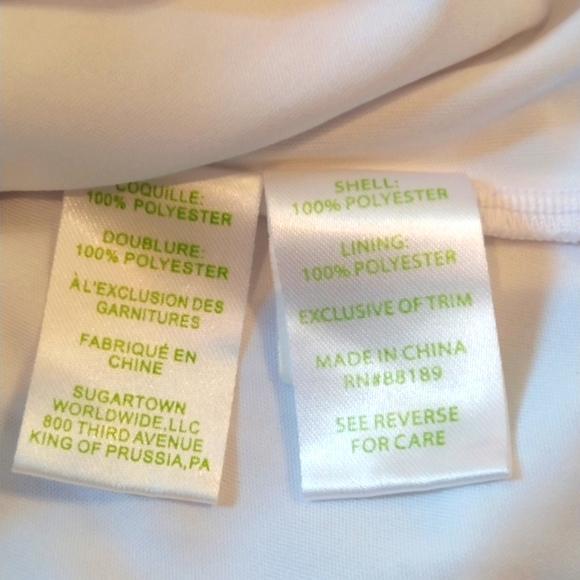 COQUILLE:
100% POLYESTER
DOUBLURE:
100% POLYESTER
À L'EXCLUSION DES
GARNITURES
FABRIQUÉ EN
CHINE
SUGARTOWN
WORLDWIDE,LLC
800 THIRD AVENUE
KING OF PRUSSIA,PA
SHELL:
100% POLYESTER
LINING:
100% POLYESTER
EXCLUSIVE OF TRIM
MADE IN CHINA
RN#88189
SEE REVERSE
FOR CARE